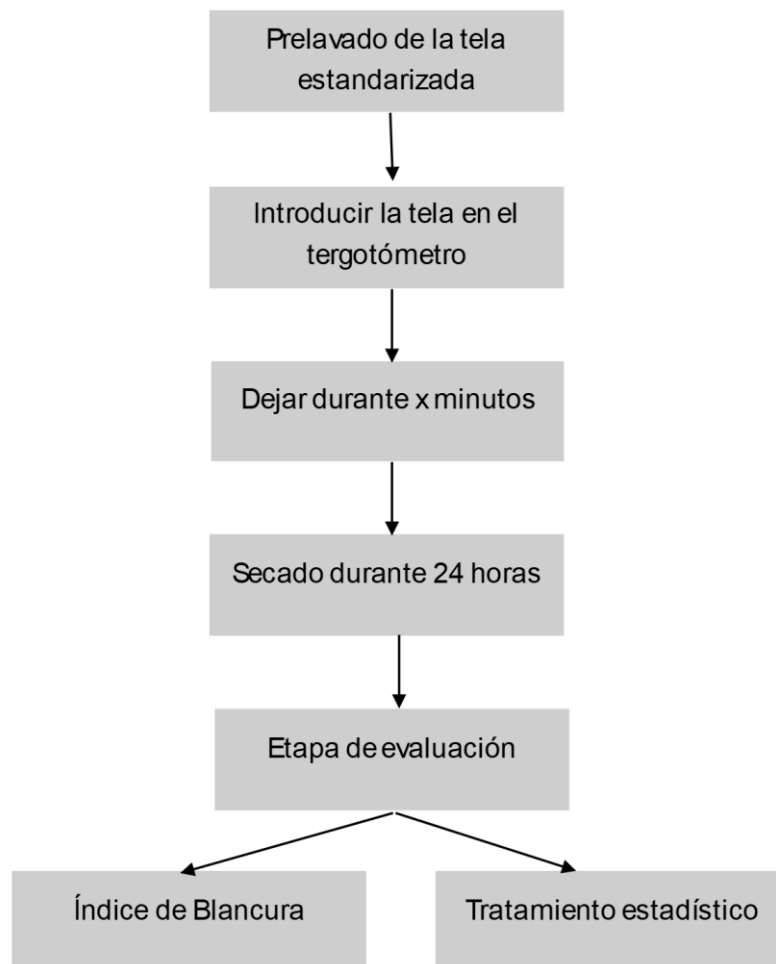 Prelavado de la tela
estandarizada
Introducir la tela en el
tergotómetro
Dejar durante x minutos
Secado durante 24 horas
Etapa de evaluación
Índice de Blancura
Tratamiento estadístico